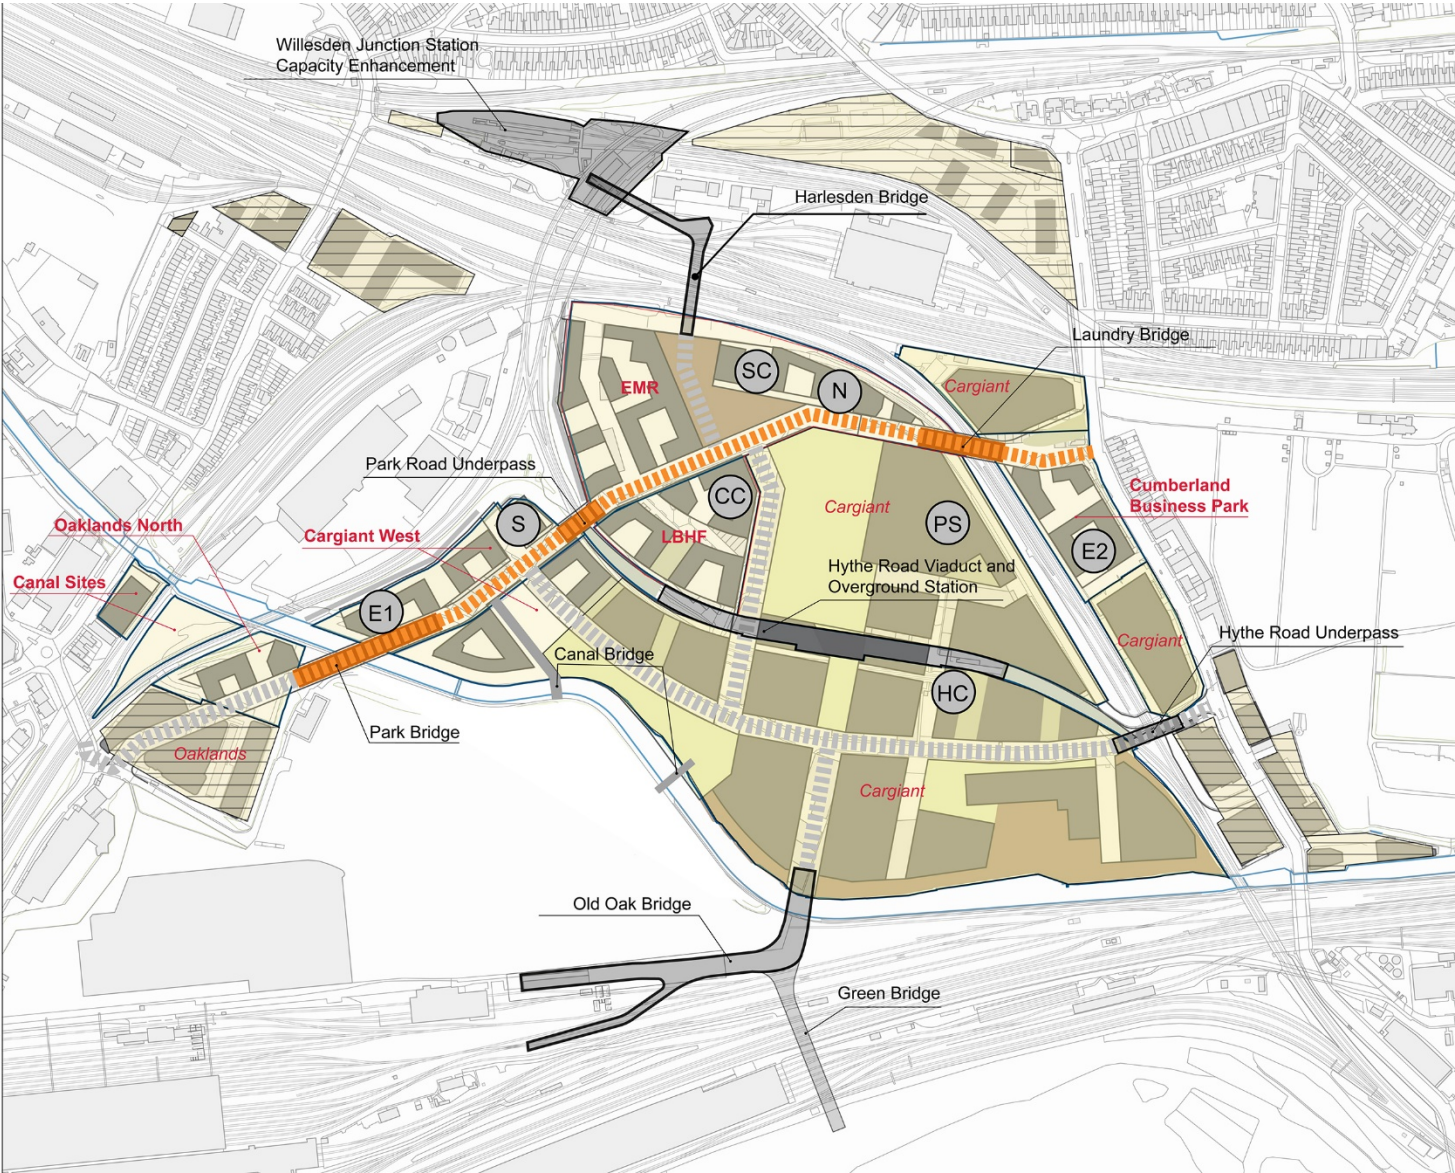 Willesden Junction Station
Capacity Enhancement
Harlesden Bridge
Laundry Bridge
SC
N
EMR
Cargiant
Park Road Underpass
CC
Cargiant
Cumberland
Business Park
Oaklands North
Cargiant West
S
LBHF
PS
E2
Canal Sites
Hythe Road Viaduct and
Overground Station
E1
Cargiant
Hythe Road Underpass
Canal Bridge
HC
Park Bridge
Oaklands
Cargiant
Old Oak Bridge
Green Bridge